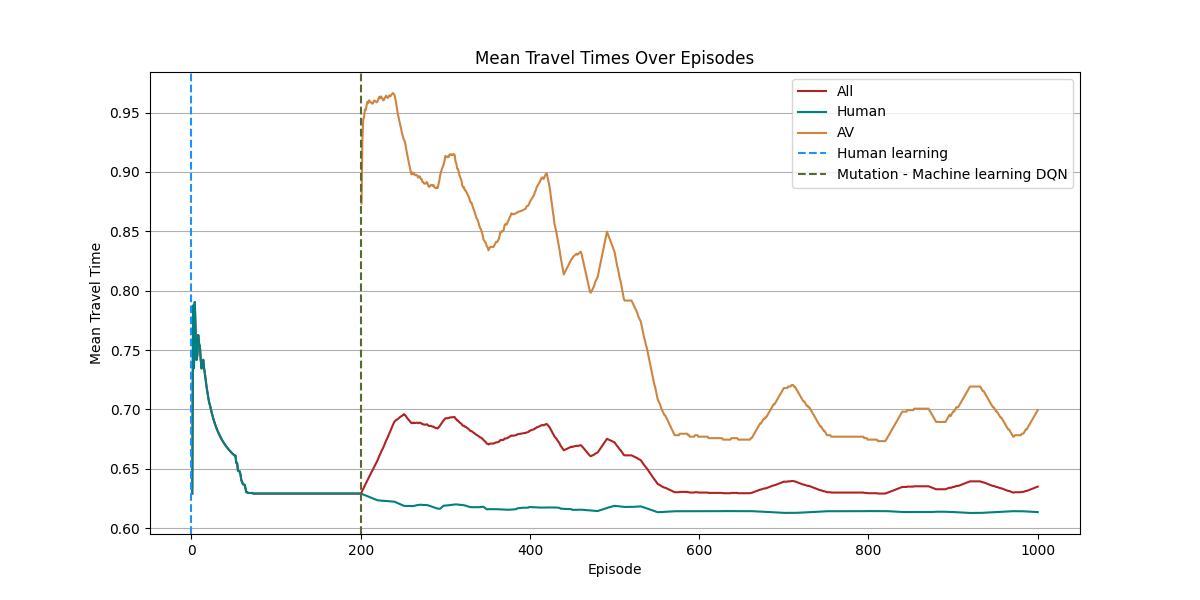 Mean Travel Times Over Episodes
All
Human
AV
Human learning
Mutation - Machine learning DQN
Mean Travel Time
0.95
0.90
0.85
0.80
0.75
0.70
0.65
0.60
0
200
400
600
800
1000
Episode